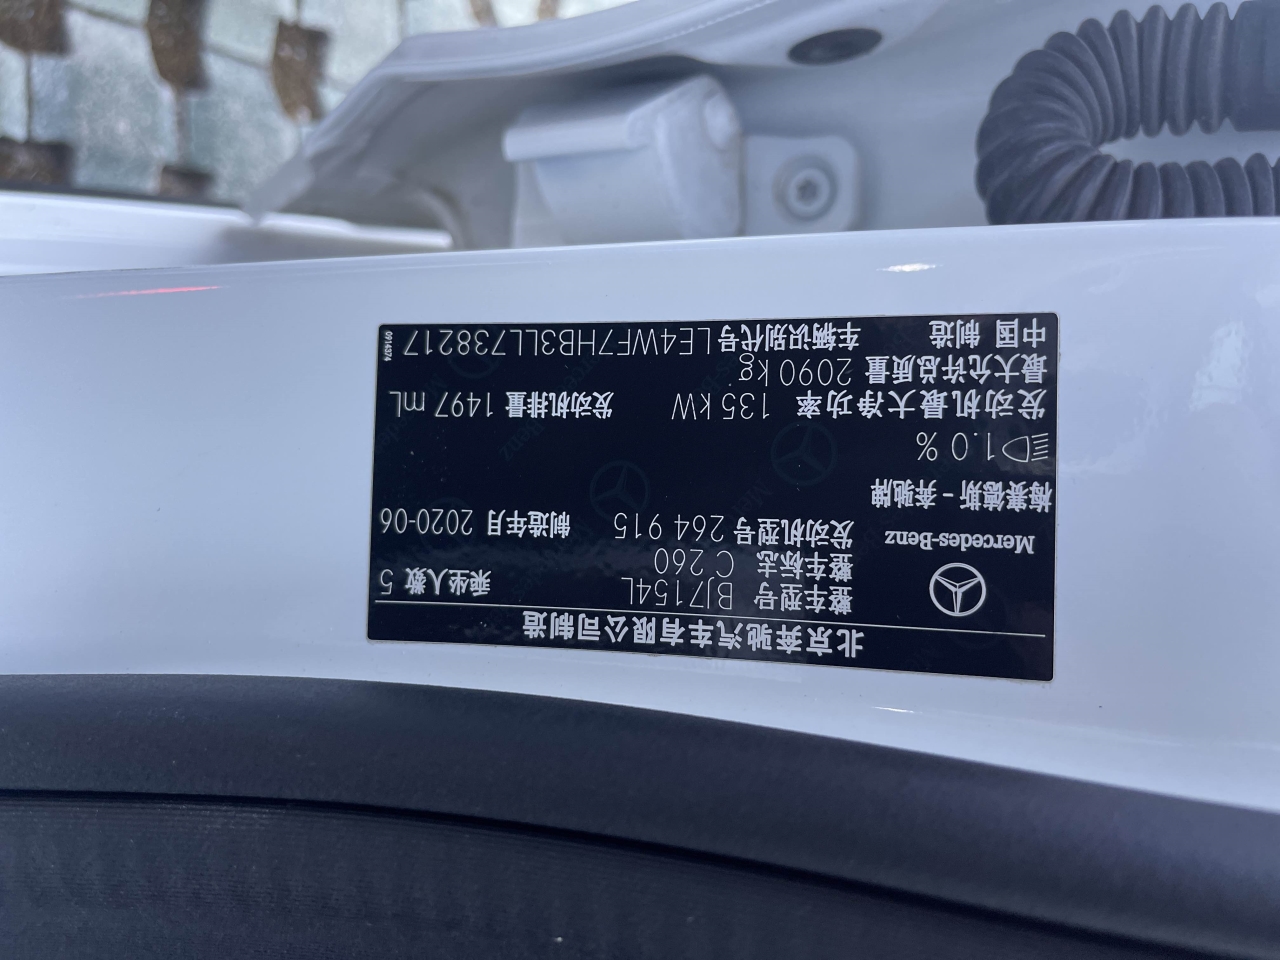 北京奔驰汽车有限公司制造
整车型号 BJ7154L 乘坐人数 5
整车标志 C 260
Mercedes-Benz 发动机型号 264 915 制造年月 2020-06
梅赛德斯-奔驰牌
1.0 %
发动机最大净功率 135 kW 发动机排量 1497 mL
最大允许总质量 2090 kg
中国 制造 车辆识别代号 LE4WF7HB3LL738217
0914374